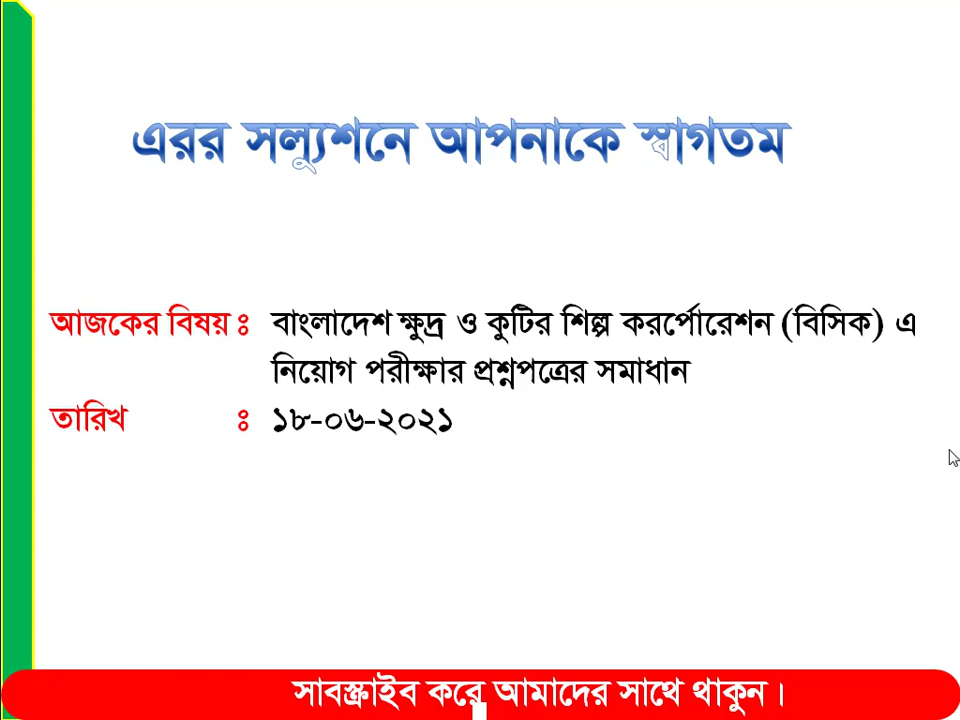 এরর সল্যুশনে আপনাকে স্বাগতম
আজকের বিষয় ঃ বাংলাদেশ ক্ষুদ্র ও কুটির শিল্প করর্পোরেশন (বিসিক) এ
নিয়োগ পরীক্ষার প্রশ্নপত্রের সমাধান
তারিখ ঃ ১৮-০৬-২০২১
সাবস্ক্রাইব করে আমাদের সাথে থাকুন।